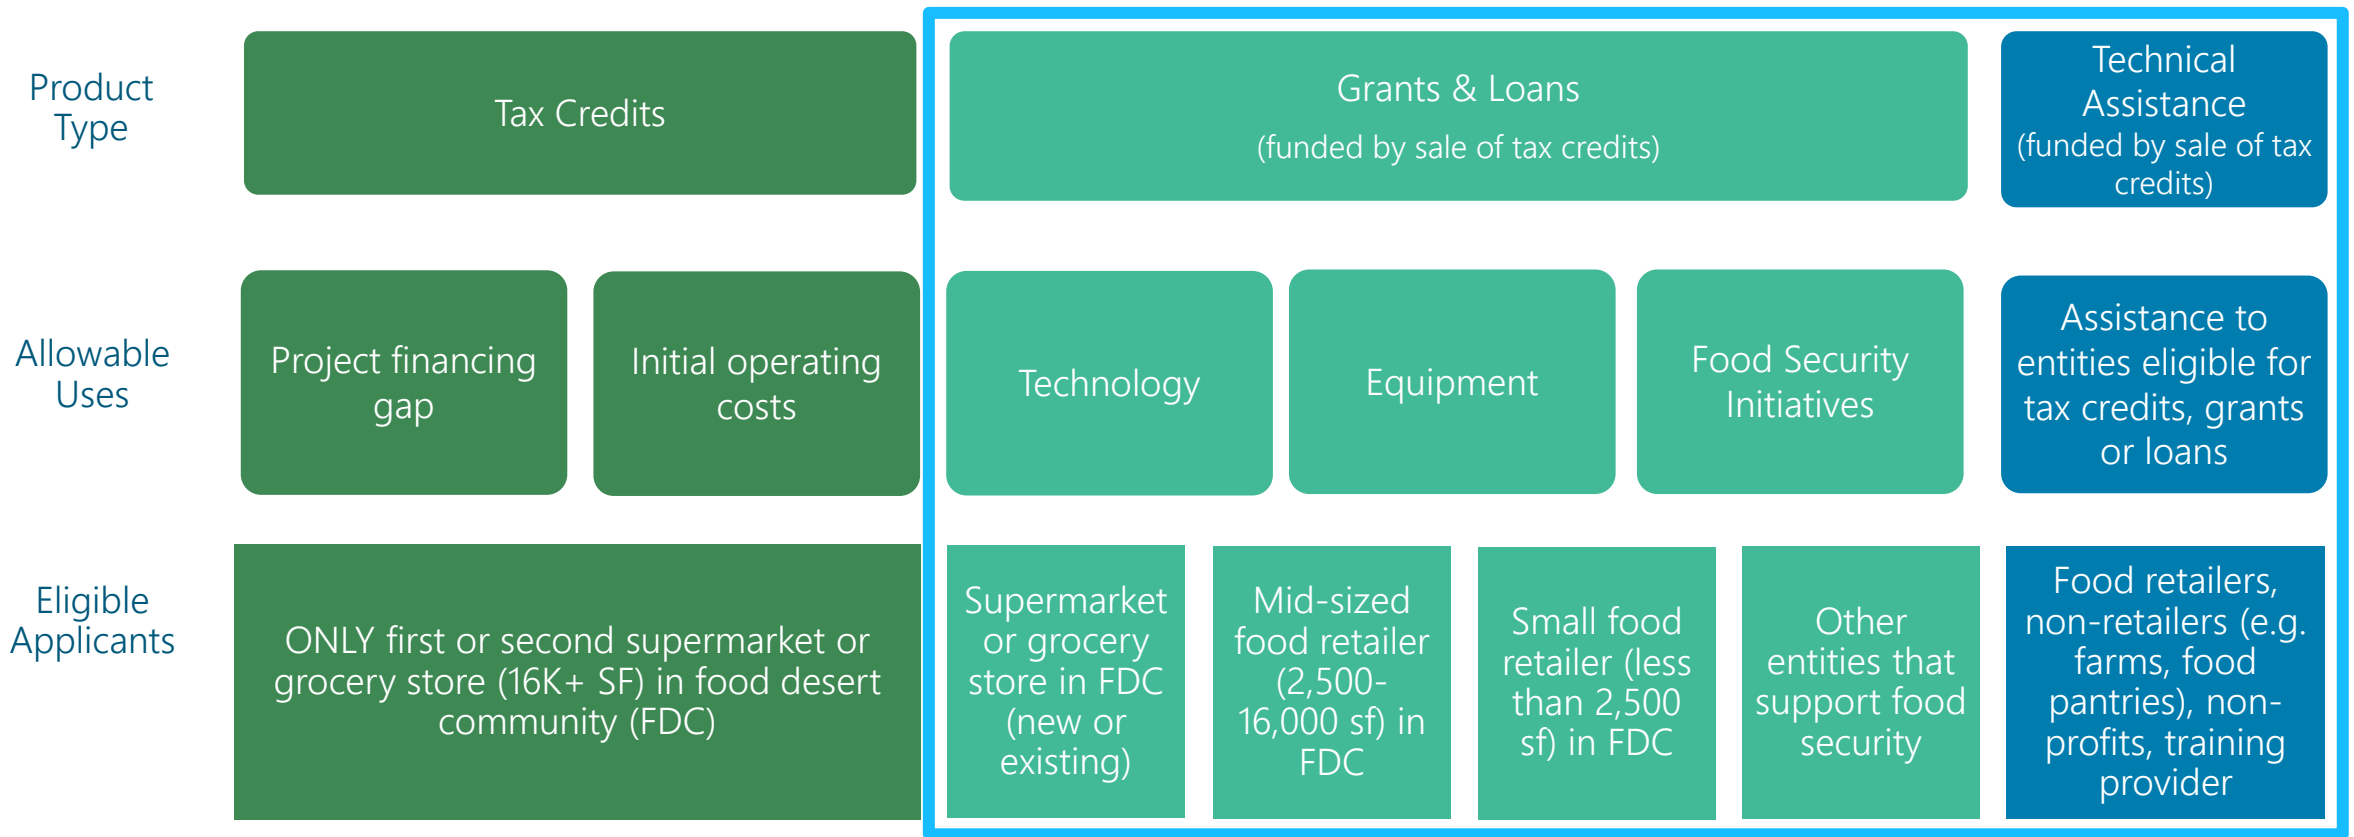 Product
Type
Tax Credits
Grants & Loans
(funded by sale of tax credits)
Technical
Assistance
(funded by sale of tax
credits)
Allowable
Uses
Project financing
gap
Initial operating
costs
Technology
Equipment
Food Security
Initiatives
Assistance to
entities eligible for
tax credits, grants
or loans
Eligible
Applicants
ONLY first or second supermarket or
grocery store (16K+ SF) in food desert
community (FDC)
Supermarket
or grocery
store in FDC
(new or
existing)
Mid-sized
food retailer
(2,500-
16,000 sf) in
FDC
Small food
retailer (less
than 2,500
sf) in FDC
Other
entities that
support food
security
Food retailers,
non-retailers (e.g.
farms, food
pantries), non-
profits, training
provider